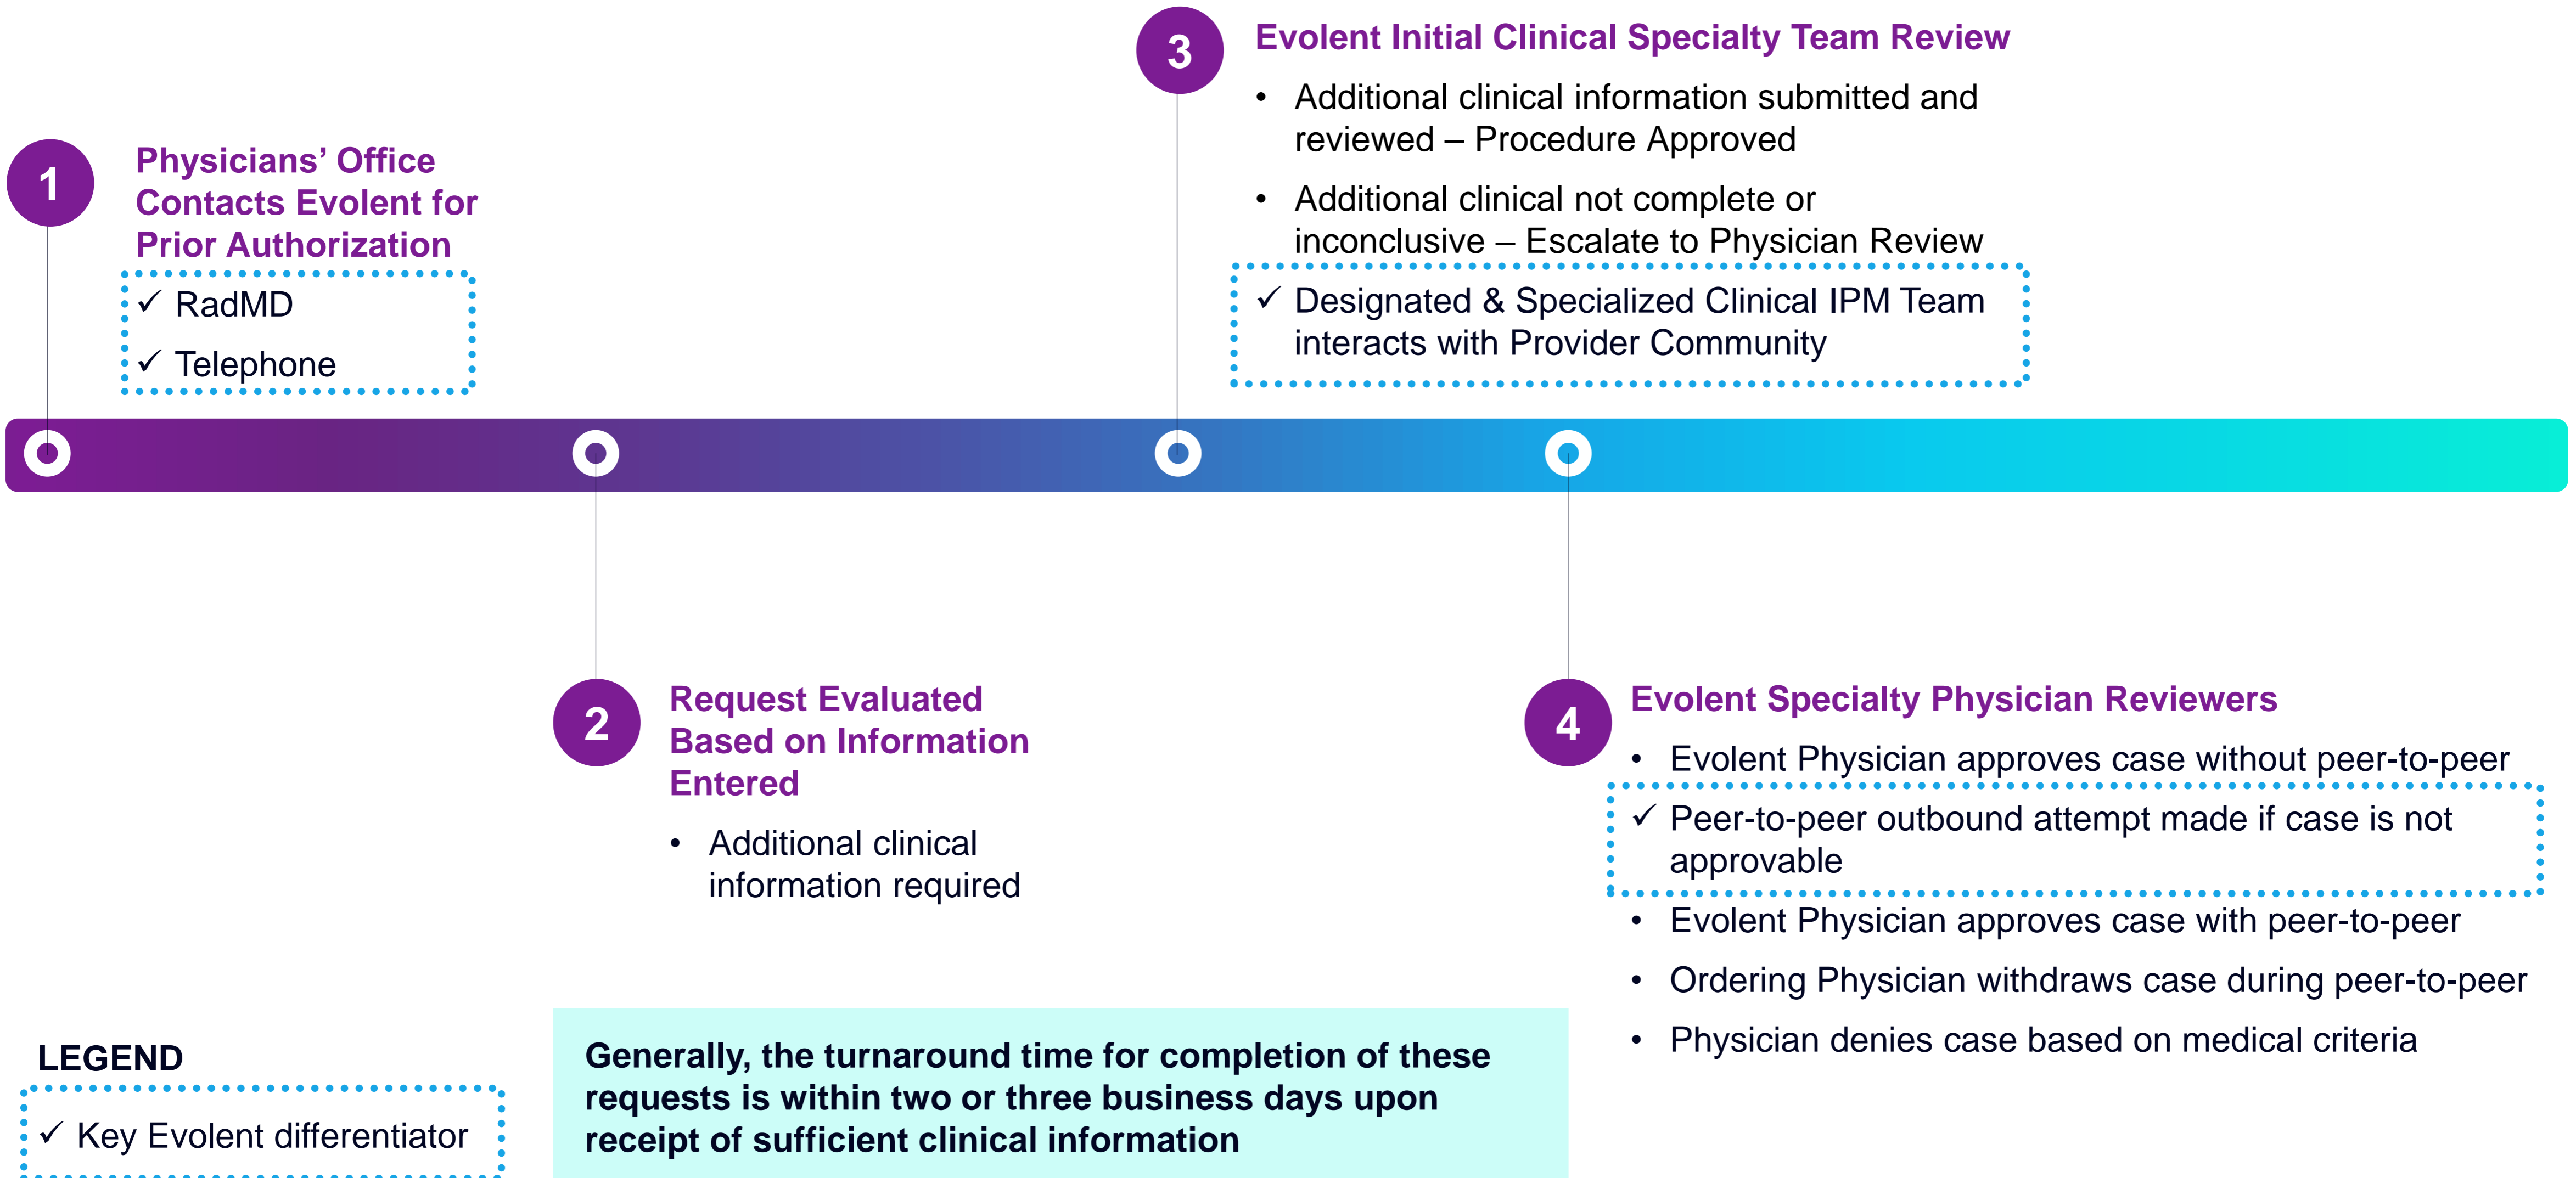 1
Physicians’ Office
Contacts Evolent for
Prior Authorization
✓ RadMD
✓ Telephone
2
Request Evaluated
Based on Information
Entered
• Additional clinical
information required
3
Evolent Initial Clinical Specialty Team Review
• Additional clinical information submitted and
reviewed – Procedure Approved
• Additional clinical not complete or
inconclusive – Escalate to Physician Review
✓ Designated & Specialized Clinical IPM Team
interacts with Provider Community
4
Evolent Specialty Physician Reviewers
• Evolent Physician approves case without peer-to-peer
✓ Peer-to-peer outbound attempt made if case is not
approvable
• Evolent Physician approves case with peer-to-peer
• Ordering Physician withdraws case during peer-to-peer
• Physician denies case based on medical criteria
LEGEND
✓ Key Evolent differentiator
Generally, the turnaround time for completion of these
requests is within two or three business days upon
receipt of sufficient clinical information